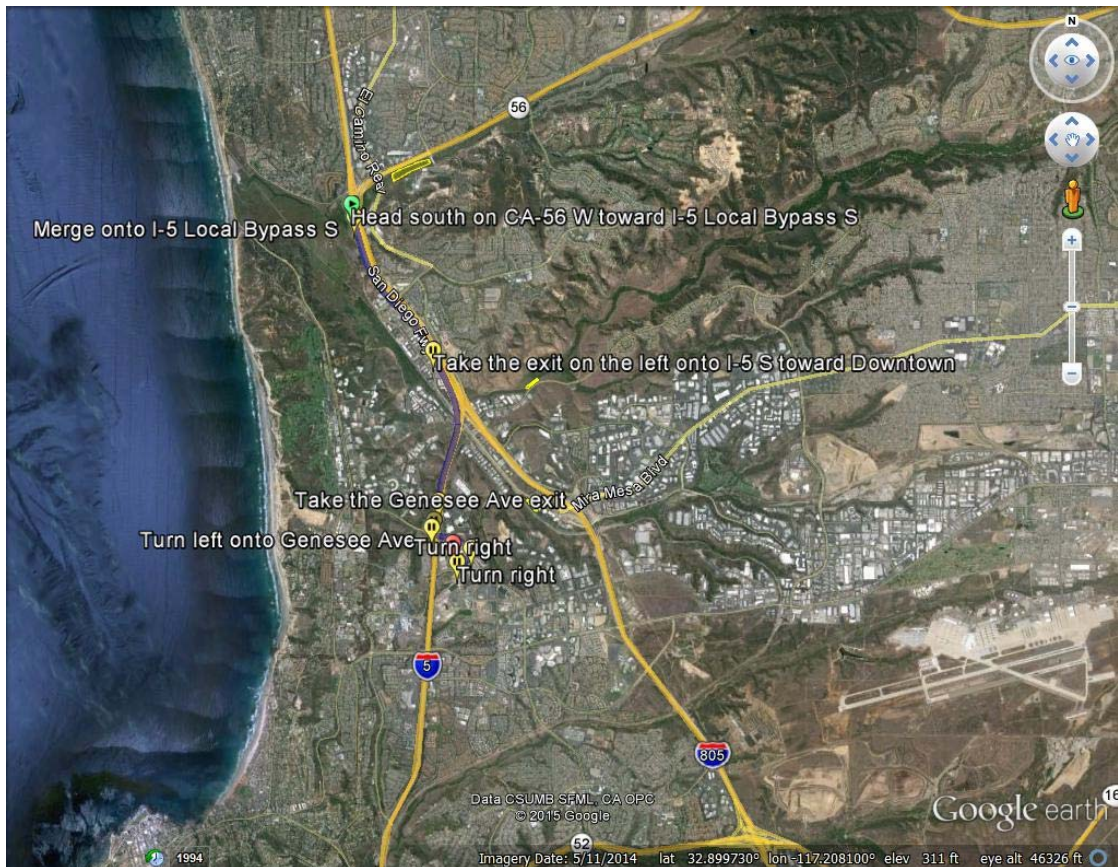 N
56
El Camino Real
Head south on CA-56 W toward I-5 Local Bypass S
Merge onto I-5 Local Bypass S
San Diego Fwy
Take the exit on the left onto I-5 S toward Downtown
Mira Mesa Blvd
Take the Genesee Ave exit
Turn left onto Genesee Ave
Turn right
Turn right
5
805
Data CSUMB SFML, CA OPC
© 2015 Google
Google earth
16
52
1994
Imagery Date: 5/11/2014 lat 32.899730° lon -117.208100° elev 311 ft eye alt 46326 ft